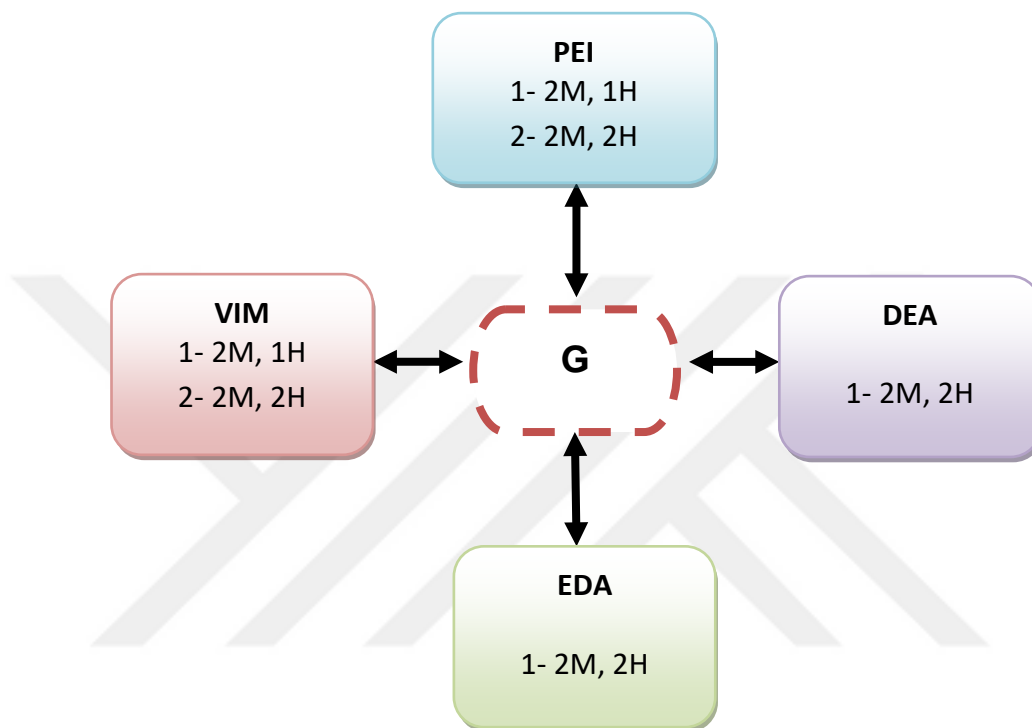 PEI
1- 2M, 1H
2- 2M, 2H
VIM
1- 2M, 1H
2- 2M, 2H
G
DEA
1- 2M, 2H
EDA
1- 2M, 2H